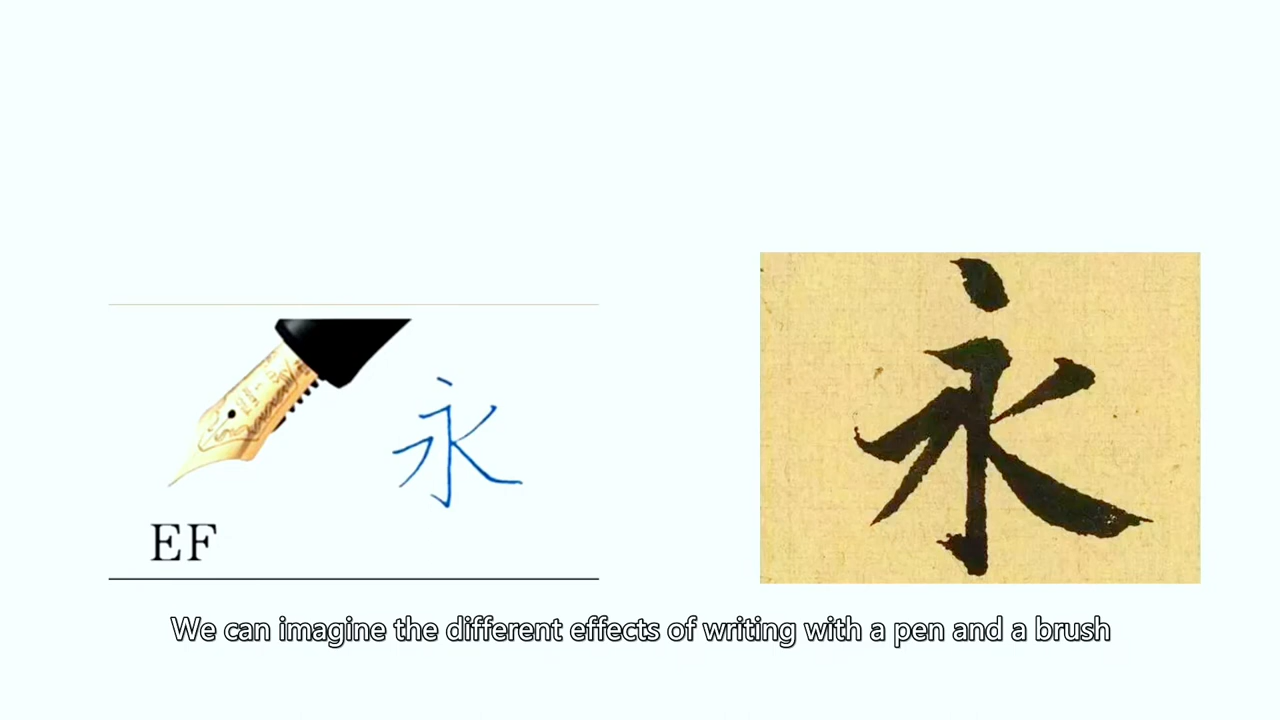 永
永
EF
We can imagine the different effects of writing with a pen and a brush